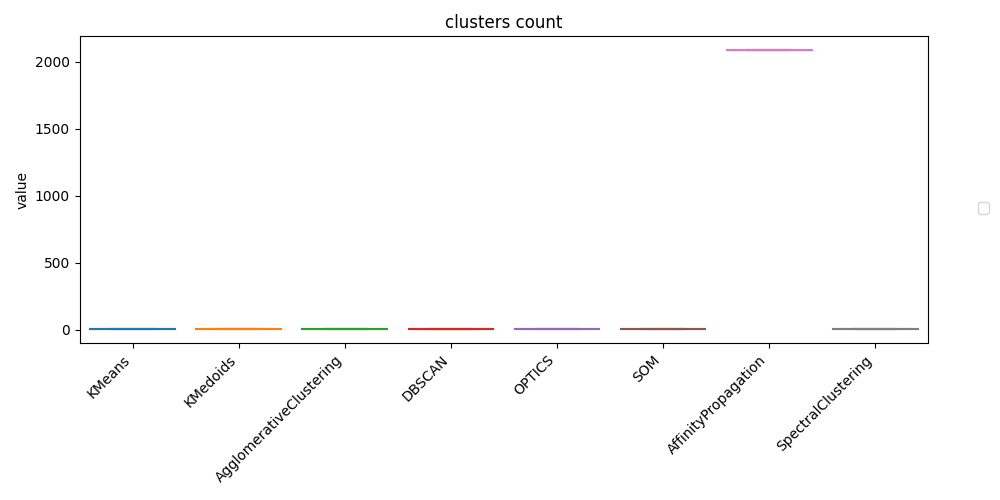 clusters count
value
2000
1500
1000
500
0
KMeans
KMedoids
AgglomerativeClustering
DBSCAN
OPTICS
SOM
AffinityPropagation
SpectralClustering